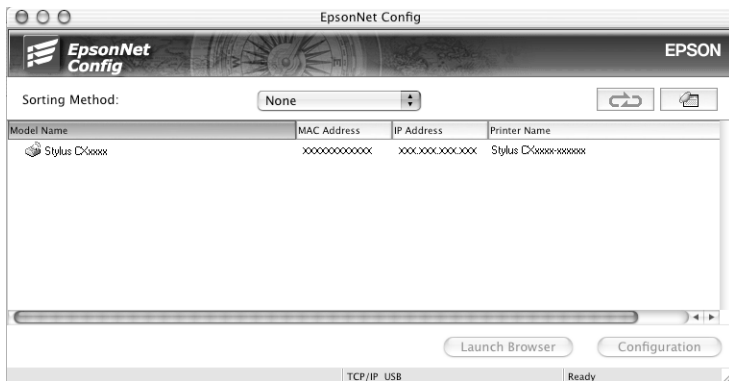 EpsonNet Config
EpsonNet
Config
EPSON
Sorting Method: None
Model Name MAC Address IP Address Printer Name
Stylus CXxxxx XXXXXXXXXXXX XXX.XXX.XXX.XXX Stylus CXxxxx-xxxxxx
Launch Browser Configuration
TCP/IP USB Ready